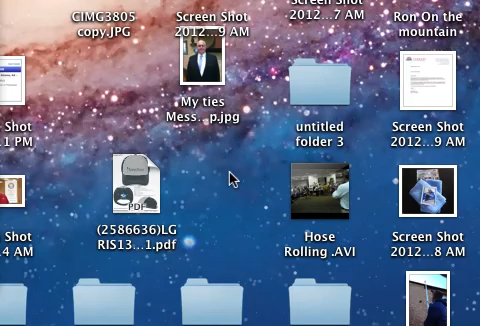 CIMG3805
copy.JPG
Screen Shot
2012...9 AM
Screen Shot
2012...7 AM
Ron On the
mountain
Shot
1 PM
My ties
Mess...p.jpg
untitled
folder 3
Screen Shot
2012...9 AM
PDF
Shot
4 AM
(2586636)LG
RIS13...1.pdf
Hose
Rolling .AVI
Screen Shot
2012...8 AM